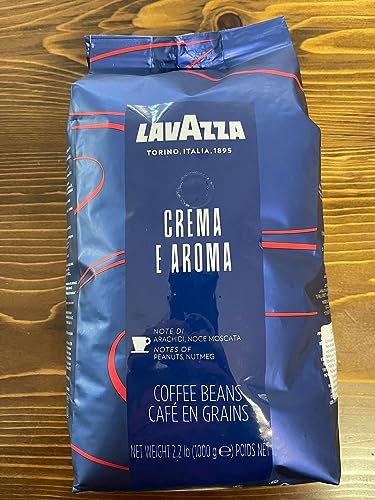 LAVAZZA
TORINO, ITALIA, 1895
CREMA
E AROMA
NOTE DI
ARACHIDI, NOCE MOSCATA
NOTES OF
PEANUTS, NUTMEG
COFFEE BEANS
CAFÉ EN GRAINS
NET WEIGHT 2.2 lb (1000 g ℮) POIDS NET